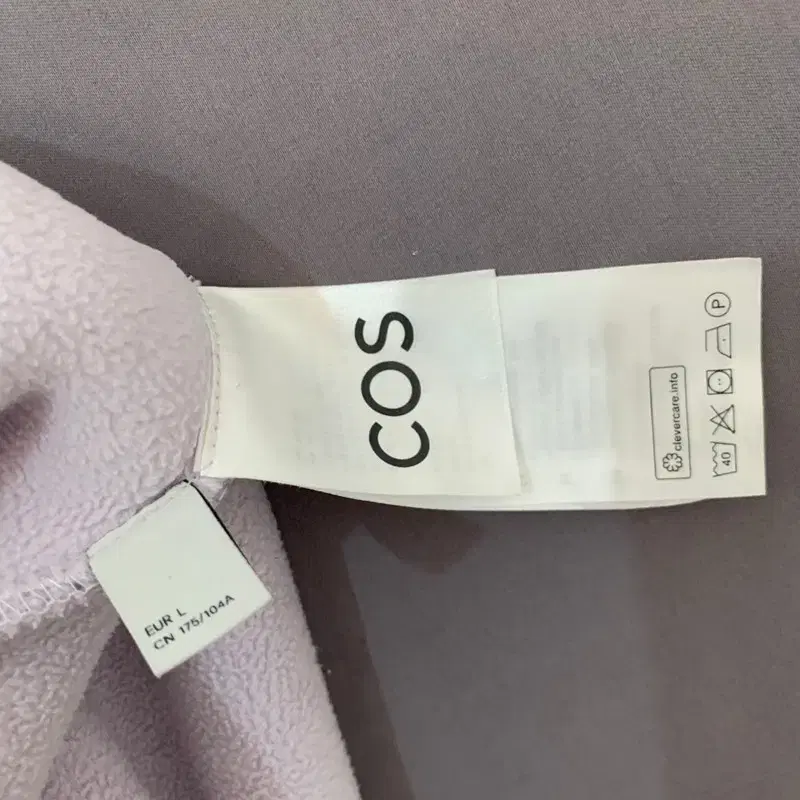 COS
clevercare.info
40
P
EUR L
CN 175/104A